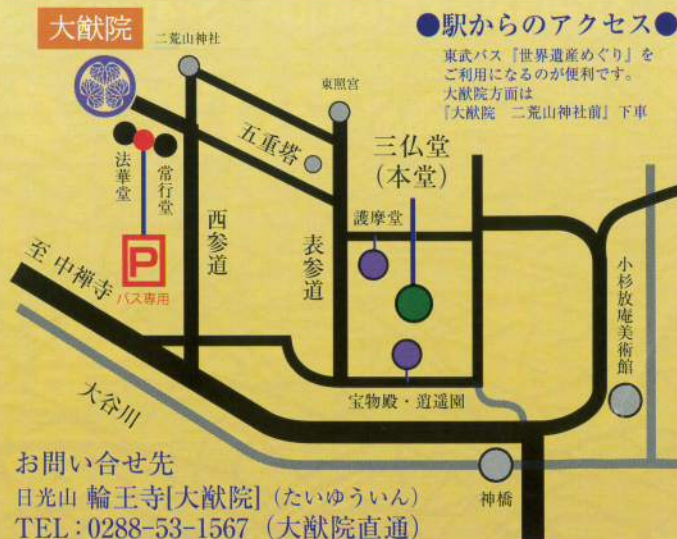 大猷院
二荒山神社
●駅からのアクセス●
東武バス『世界遺産めぐり』を
ご利用になるのが便利です。
大猷院方面は
『大猷院 二荒山神社前』下車
東照宮
五重塔
三仏堂
(本堂)
法華堂
常行堂
西参道
表参道
護摩堂
P
バス専用
至 中禅寺
小杉放庵美術館
大谷川
宝物殿・逍遥園
神橋
お問い合せ先
日光山 輪王寺[大猷院](たいゆういん)
TEL:0288-53-1567(大猷院直通)